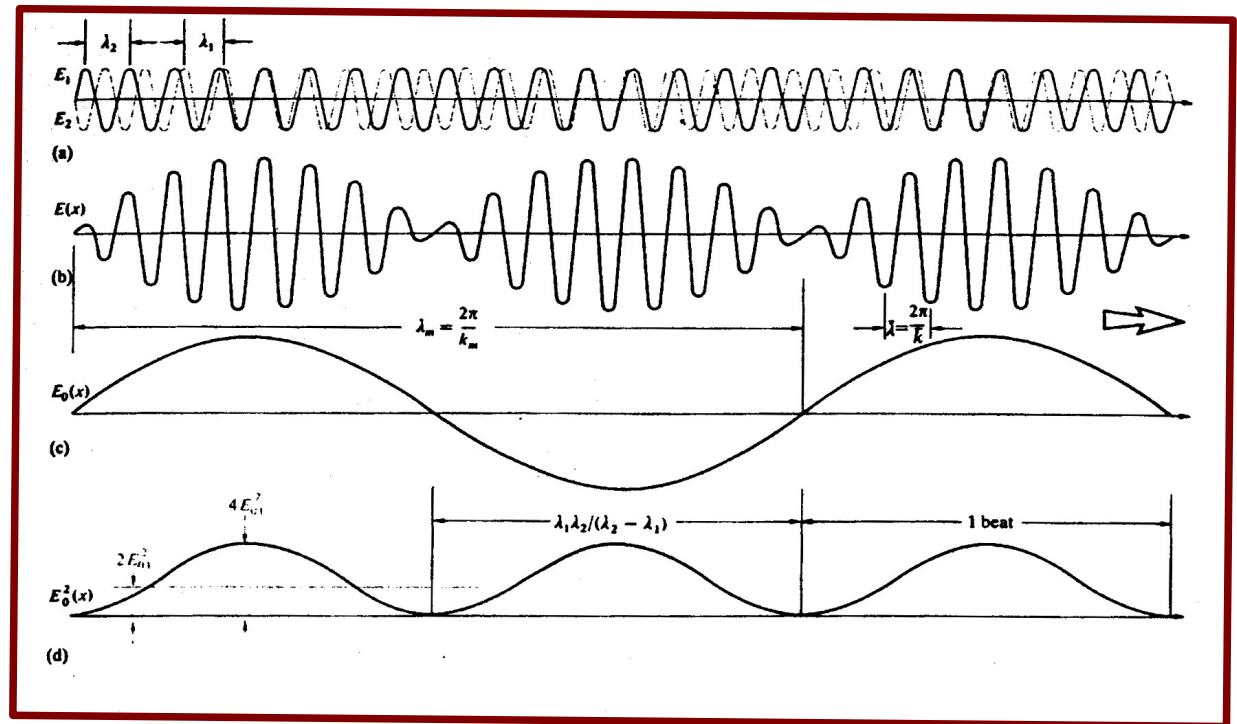 λ₂ λ₁
E₁
E₂
(a)
E(x)
(b)
λₘ = 2π/kₘ
λ̄ = 2π/k̄
E₀(x)
(c)
4E₀₁²
λ₁λ₂/(λ₂ − λ₁)
1 beat
2E₀₁²
E₀²(x)
(d)